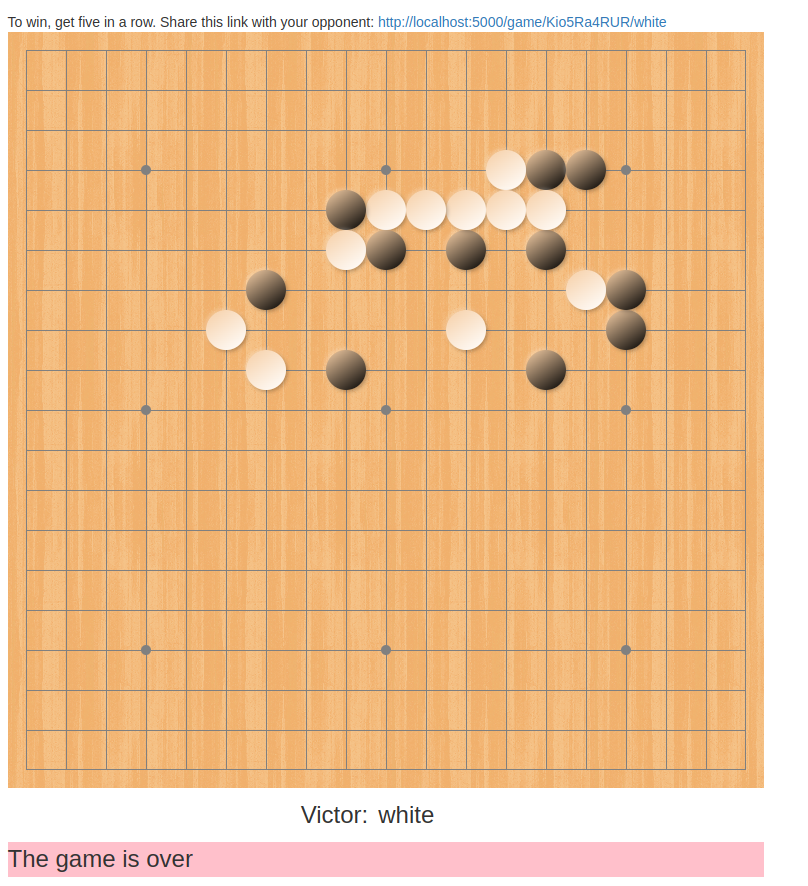 To win, get five in a row. Share this link with your opponent: http://localhost:5000/game/Kio5Ra4RUR/white
Victor: white
The game is over